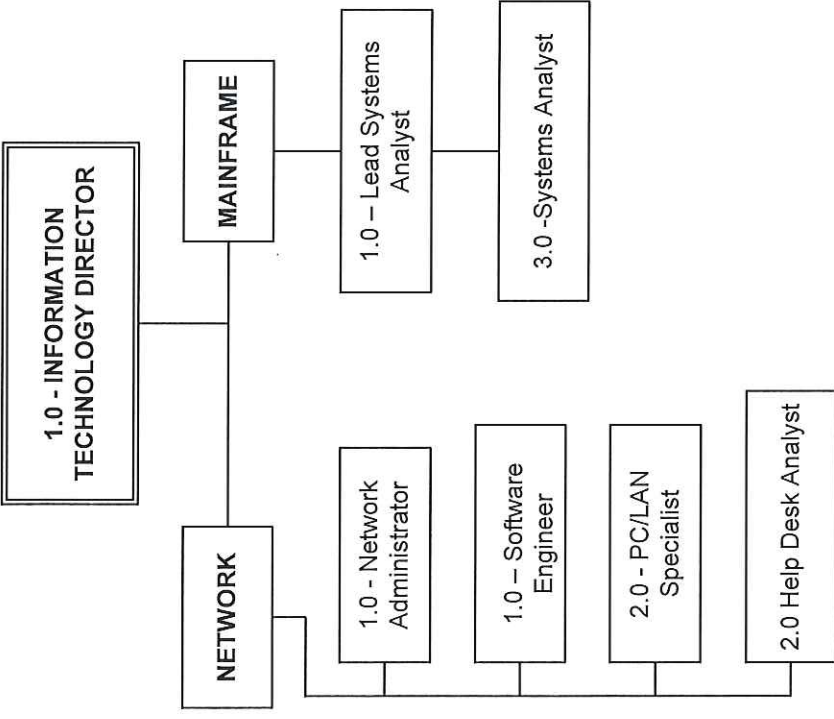 1.0 - INFORMATION
TECHNOLOGY DIRECTOR
NETWORK
MAINFRAME
1.0 - Network
Administrator
1.0 – Software
Engineer
2.0 - PC/LAN
Specialist
2.0 Help Desk Analyst
1.0 – Lead Systems
Analyst
3.0 -Systems Analyst